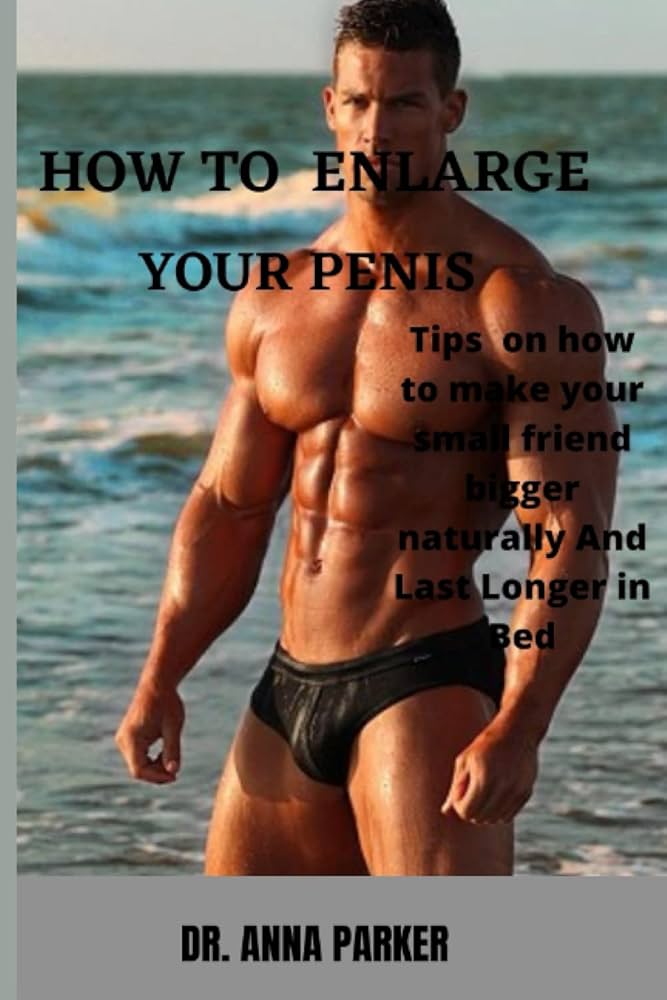 HOW TO ENLARGE
YOUR PENIS
Tips on how
to make your
small friend
bigger
naturally And
Last Longer in
Bed
DR. ANNA PARKER